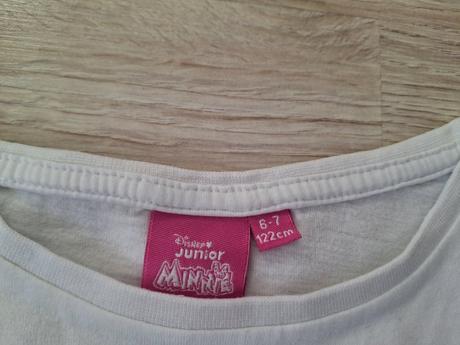 Disney
Junior
MINNIE
6-7
122cm